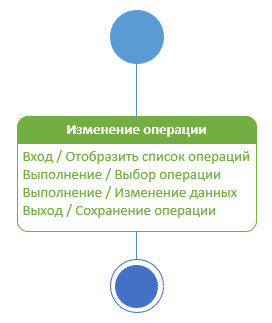 Изменение операции
Вход / Отобразить список операций
Выполнение / Выбор операции
Выполнение / Изменение данных
Выход / Сохранение операции